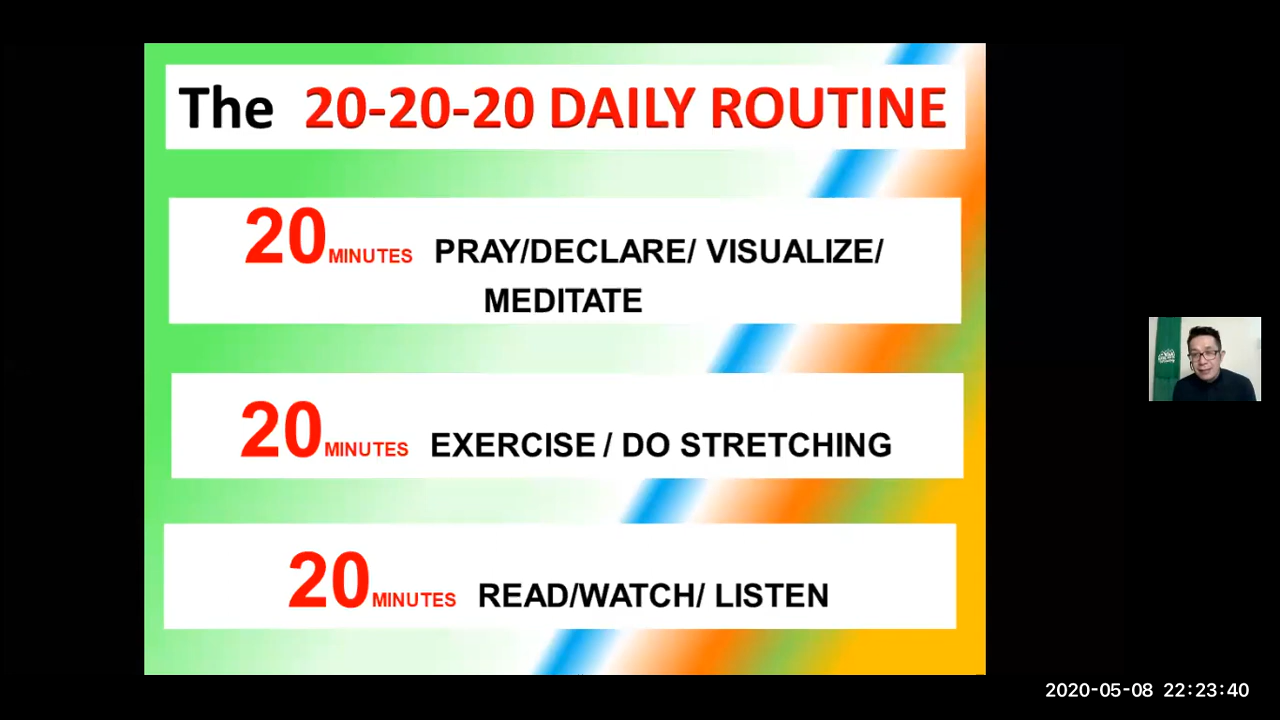 The 20-20-20 DAILY ROUTINE
20 MINUTES PRAY/DECLARE/ VISUALIZE/
MEDITATE
20 MINUTES EXERCISE / DO STRETCHING
20 MINUTES READ/WATCH/ LISTEN
2020-05-08 22:23:40